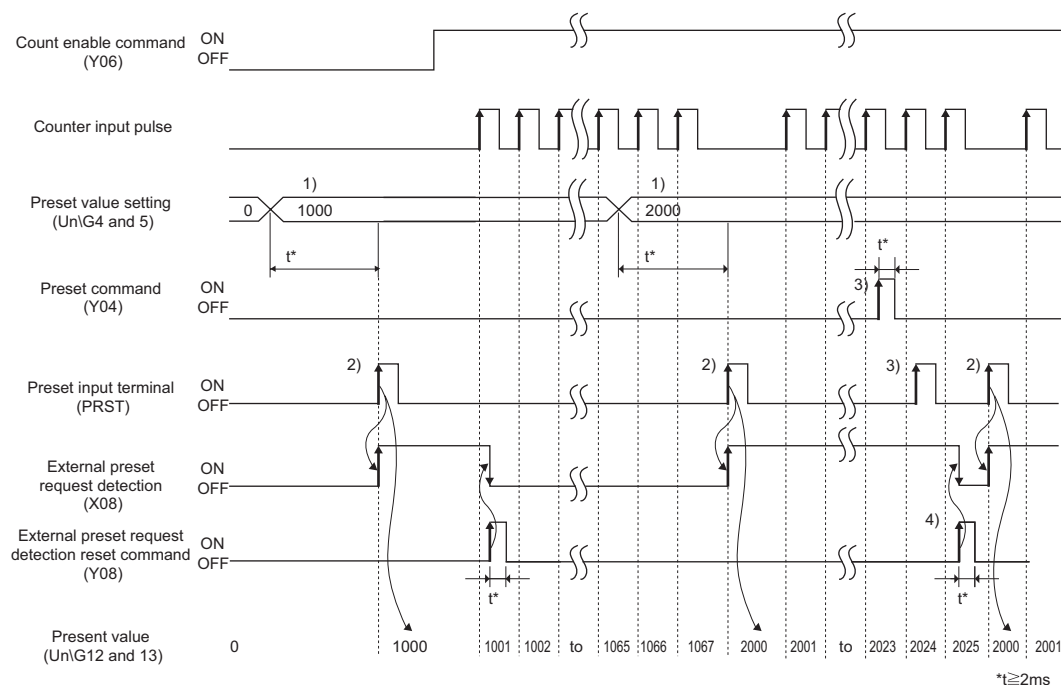 Count enable command
(Y06)
ON
OFF
Counter input pulse
Preset value setting
(Un\G4 and 5)
0
1)
1000
1)
2000
t*
t*
t*
Preset command
(Y04)
ON
OFF
3)
Preset input terminal
(PRST)
ON
OFF
2)
2)
3)
2)
External preset
request detection
(X08)
ON
OFF
External preset request
detection reset command
(Y08)
ON
OFF
4)
t*
t*
Present value
(Un\G12 and 13)
0 1000 1001 1002 to 1065 1066 1067 2000 2001 to 2023 2024 2025 2000 2001
*t≧2ms